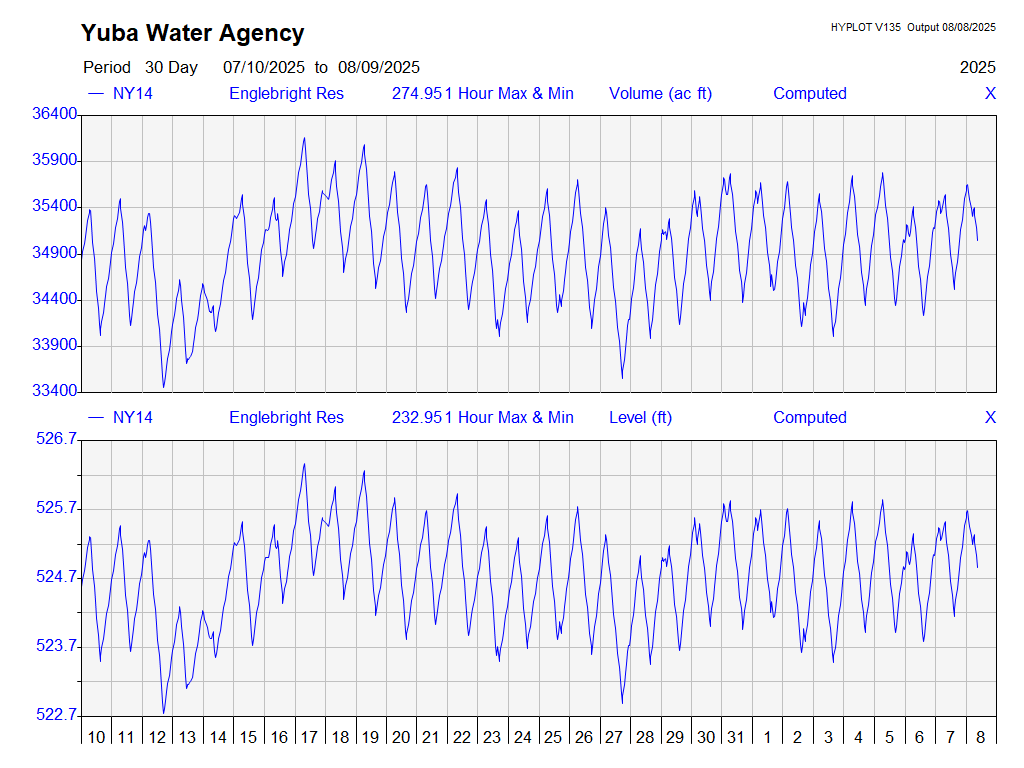 Yuba Water Agency
HYPLOT V135 Output 08/08/2025
Period 30 Day 07/10/2025 to 08/09/2025
2025
NY14 Englebright Res 274.951 Hour Max & Min Volume (ac ft) Computed X
36400
35900
35400
34900
34400
33900
33400
NY14 Englebright Res 232.951 Hour Max & Min Level (ft) Computed X
526.7
525.7
524.7
523.7
522.7
10 11 12 13 14 15 16 17 18 19 20 21 22 23 24 25 26 27 28 29 30 31 1 2 3 4 5 6 7 8